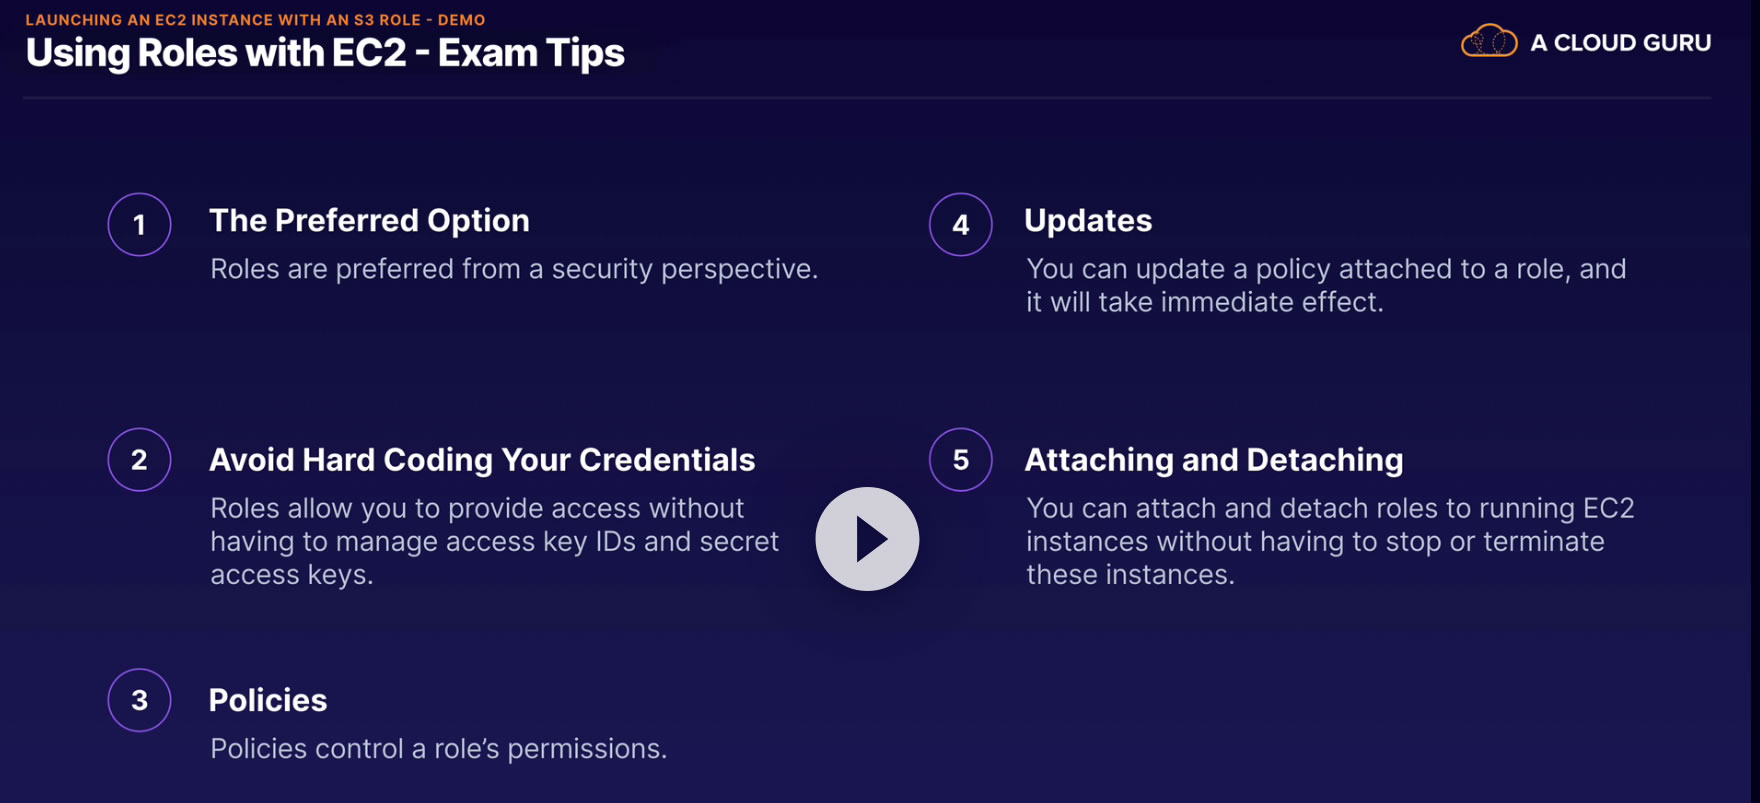 LAUNCHING AN EC2 INSTANCE WITH AN S3 ROLE - DEMO
Using Roles with EC2 - Exam Tips
A CLOUD GURU
1
The Preferred Option
Roles are preferred from a security perspective.
2
Avoid Hard Coding Your Credentials
Roles allow you to provide access without
having to manage access key IDs and secret
access keys.
3
Policies
Policies control a role’s permissions.
4
Updates
You can update a policy attached to a role, and
it will take immediate effect.
5
Attaching and Detaching
You can attach and detach roles to running EC2
instances without having to stop or terminate
these instances.